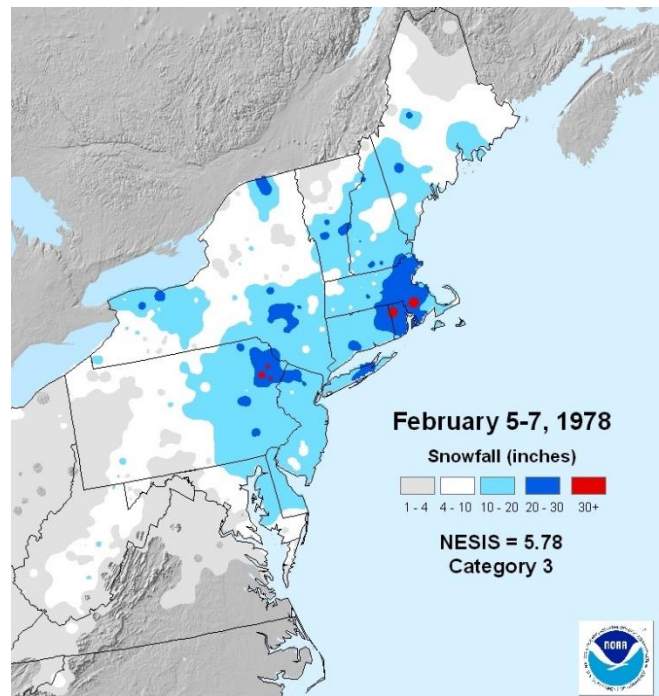 February 5-7, 1978
Snowfall (inches)
1 - 4 4 - 10 10 - 20 20 - 30 30+
NESIS = 5.78
Category 3
NOAA